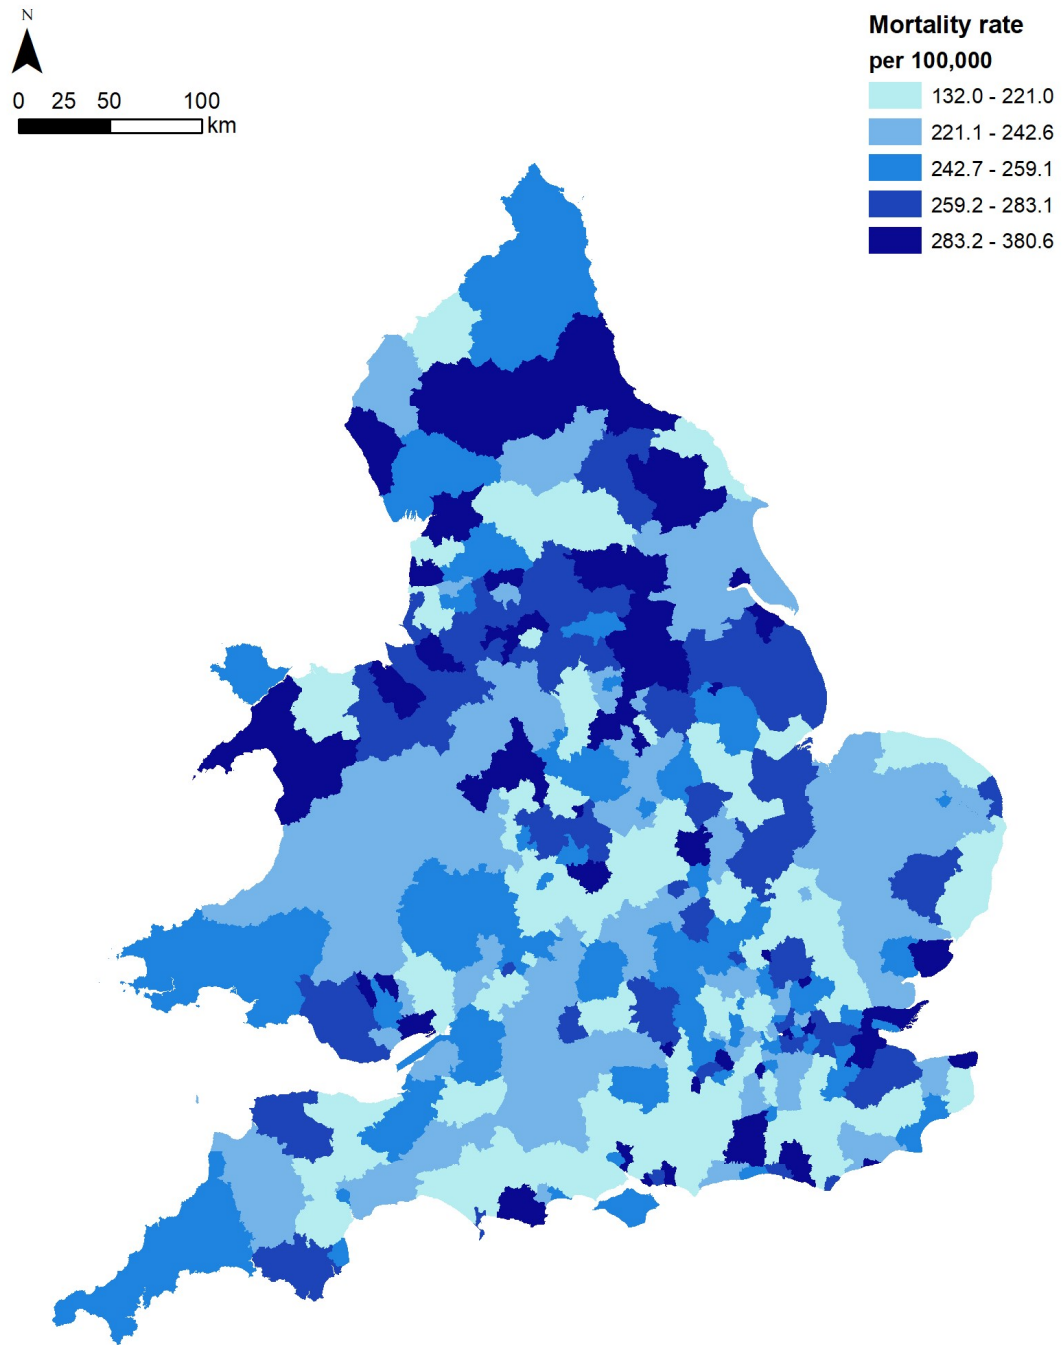 N
0 25 50 100
km
Mortality rate
per 100,000
132.0 - 221.0
221.1 - 242.6
242.7 - 259.1
259.2 - 283.1
283.2 - 380.6